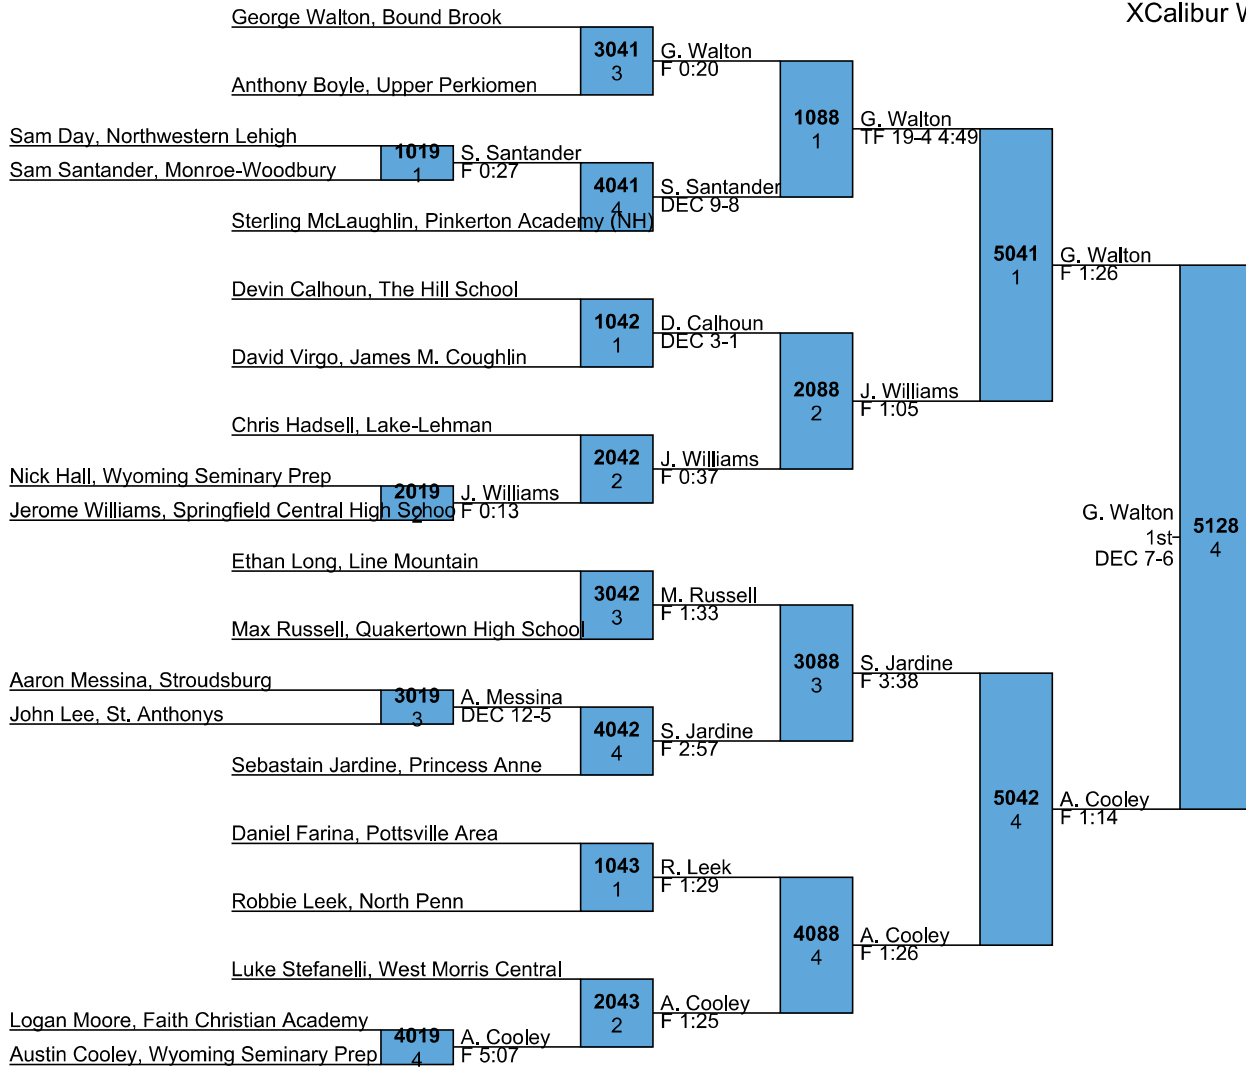 XCalibur W
George Walton, Bound Brook
3041
3
G. Walton
F 0:20
Anthony Boyle, Upper Perkiomen
1088
1
G. Walton
TF 19-4 4:49
Sam Day, Northwestern Lehigh
1019
1
S. Santander
F 0:27
Sam Santander, Monroe-Woodbury
4041
4
S. Santander
DEC 9-8
Sterling McLaughlin, Pinkerton Academy (NH)
5041
1
G. Walton
F 1:26
Devin Calhoun, The Hill School
1042
1
D. Calhoun
DEC 3-1
David Virgo, James M. Coughlin
2088
2
J. Williams
F 1:05
Chris Hadsell, Lake-Lehman
2042
2
J. Williams
F 0:37
Nick Hall, Wyoming Seminary Prep
2019
2
J. Williams
F 0:13
Jerome Williams, Springfield Central High Schoo
G. Walton
1st
DEC 7-6
5128
4
Ethan Long, Line Mountain
3042
3
M. Russell
F 1:33
Max Russell, Quakertown High School
3088
3
S. Jardine
F 3:38
Aaron Messina, Stroudsburg
3019
3
A. Messina
DEC 12-5
John Lee, St. Anthonys
4042
4
S. Jardine
F 2:57
Sebastain Jardine, Princess Anne
5042
4
A. Cooley
F 1:14
Daniel Farina, Pottsville Area
1043
1
R. Leek
F 1:29
Robbie Leek, North Penn
4088
4
A. Cooley
F 1:26
Luke Stefanelli, West Morris Central
2043
2
A. Cooley
F 1:25
Logan Moore, Faith Christian Academy
4019
4
A. Cooley
F 5:07
Austin Cooley, Wyoming Seminary Prep